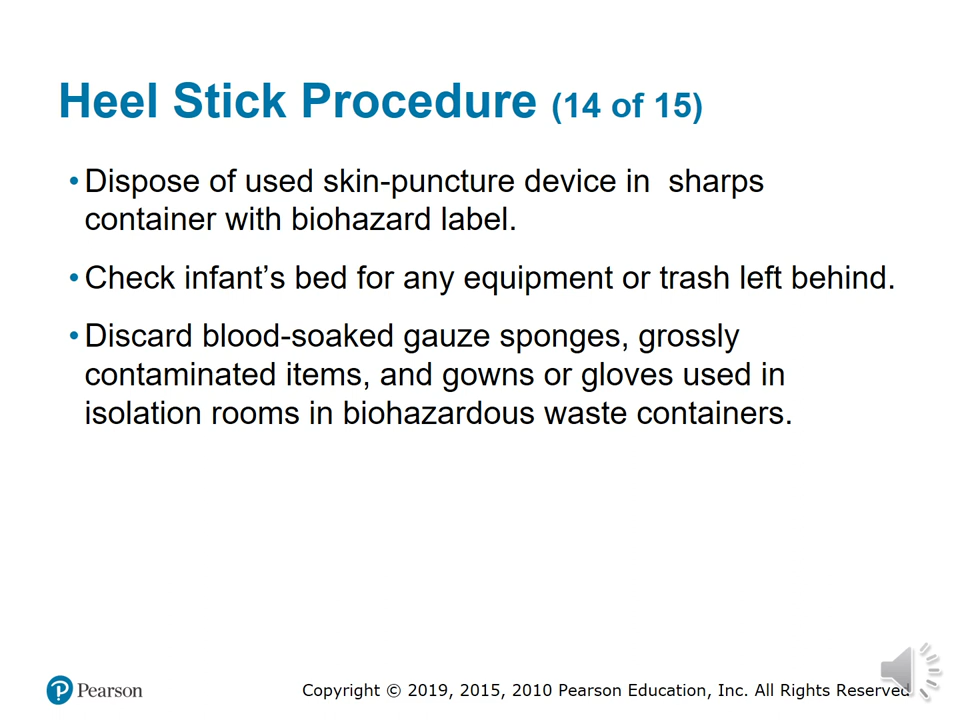 Heel Stick Procedure (14 of 15)
• Dispose of used skin-puncture device in  sharps
container with biohazard label.
• Check infant’s bed for any equipment or trash left behind.
• Discard blood-soaked gauze sponges, grossly
contaminated items, and gowns or gloves used in
isolation rooms in biohazardous waste containers.
P Pearson
Copyright © 2019, 2015, 2010 Pearson Education, Inc. All Rights Reserved